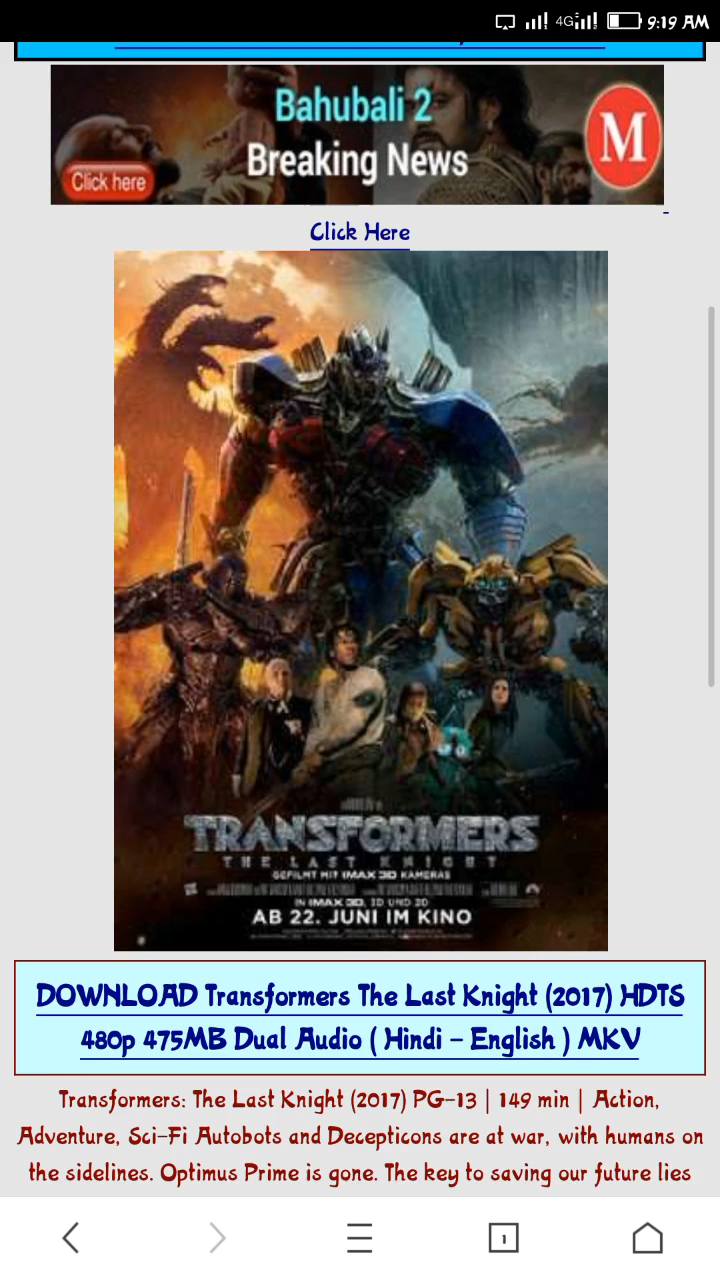 4G 9:19 AM
Bahubali 2
Breaking News
M
Click here
Click Here
TRANSFORMERS
THE LAST KNIGHT
GEFILMT MIT IMAX 3D KAMERAS
IN IMAX 3D, 3D UND 2D
AB 22. JUNI IM KINO
DOWNLOAD Transformers The Last Knight (2017) HDTS
480p 475MB Dual Audio ( Hindi – English ) MKV
Transformers: The Last Knight (2017) PG-13 | 149 min | Action,
Adventure, Sci-Fi Autobots and Decepticons are at war, with humans on
the sidelines. Optimus Prime is gone. The key to saving our future lies
1